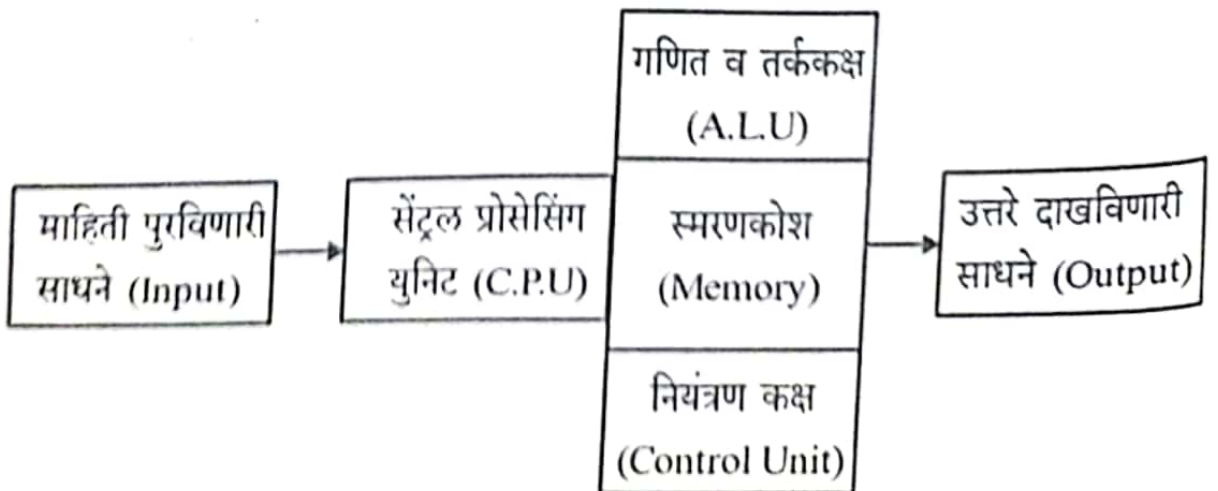 माहिती पुरविणारी
साधने (Input)
सेंट्रल प्रोसेसिंग
युनिट (C.P.U)
गणित व तर्ककक्ष
(A.L.U)
स्मरणकोश
(Memory)
नियंत्रण कक्ष
(Control Unit)
उत्तरे दाखविणारी
साधने (Output)